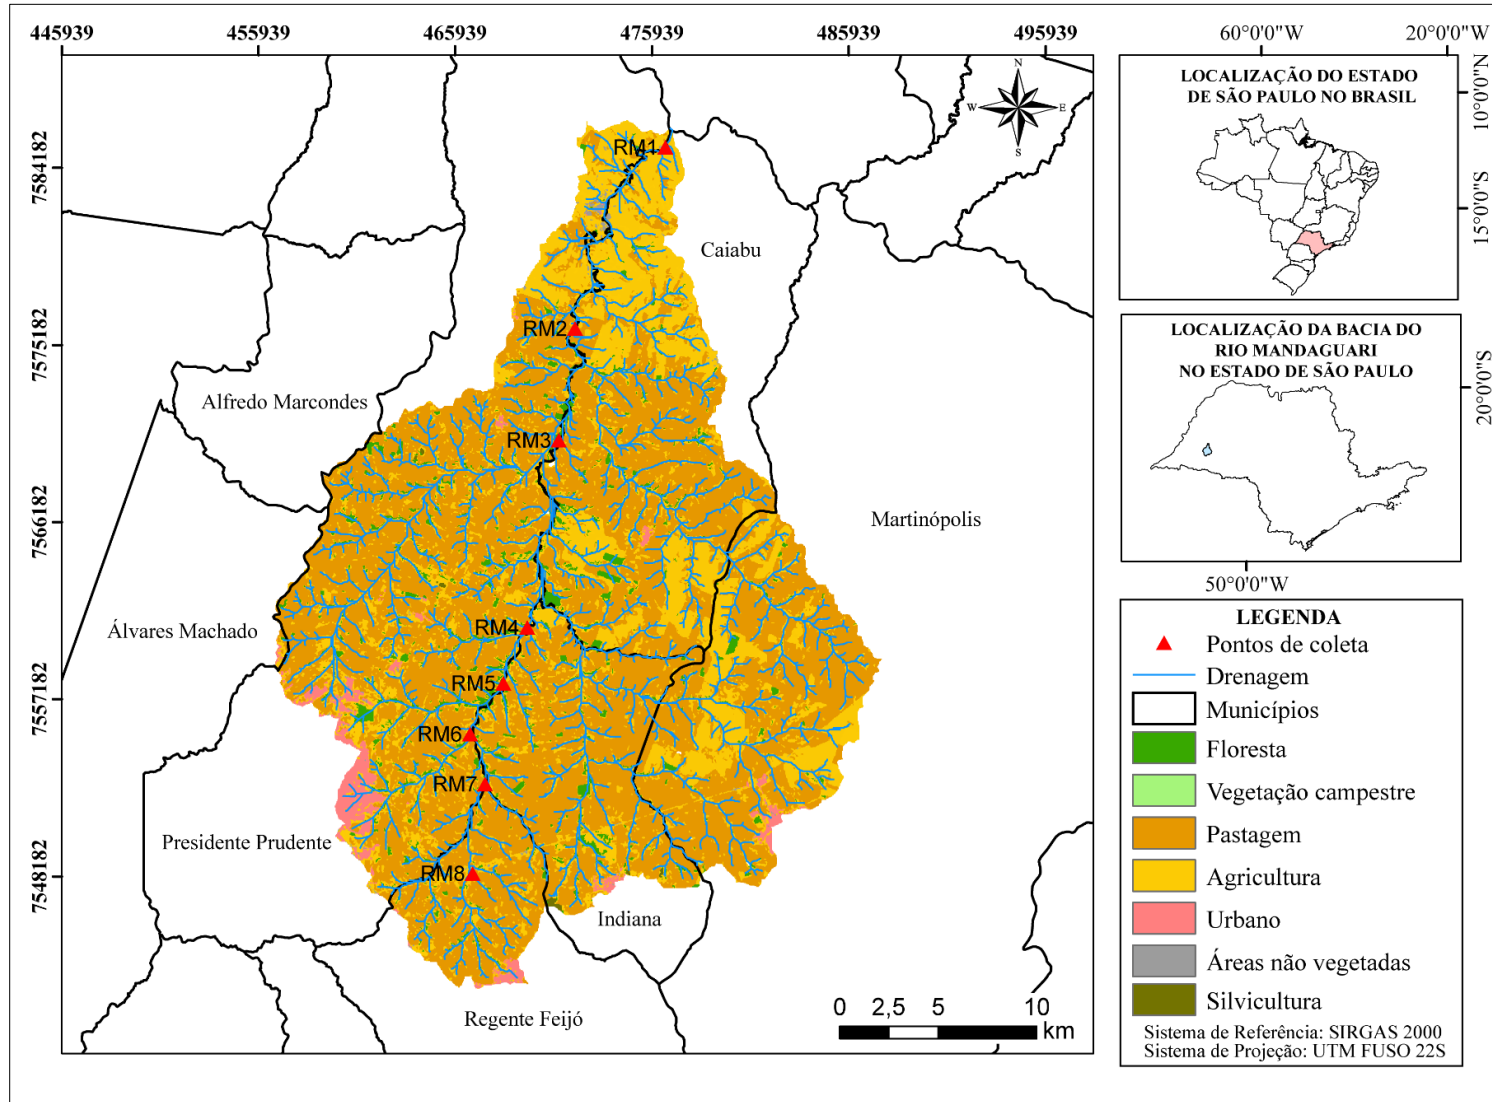 445939
455939
465939
475939
485939
495939
60°0'0"W
20°0'0"W
7584182
7575182
7566182
7557182
7548182
N
W
E
S
RM1
Caiabu
RM2
Alfredo Marcondes
RM3
Martinópolis
Álvares Machado
RM4
RM5
RM6
RM7
Presidente Prudente
RM8
Indiana
Regente Feijó
0
2,5
5
10
km
LOCALIZAÇÃO DO ESTADO
DE SÃO PAULO NO BRASIL
10°0'0"N
15°0'0"S
LOCALIZAÇÃO DA BACIA DO
RIO MANDAGUARI
NO ESTADO DE SÃO PAULO
20°0'0"S
50°0'0"W
LEGENDA
Pontos de coleta
Drenagem
Municípios
Floresta
Vegetação campestre
Pastagem
Agricultura
Urbano
Áreas não vegetadas
Silvicultura
Sistema de Referência: SIRGAS 2000
Sistema de Projeção: UTM FUSO 22S